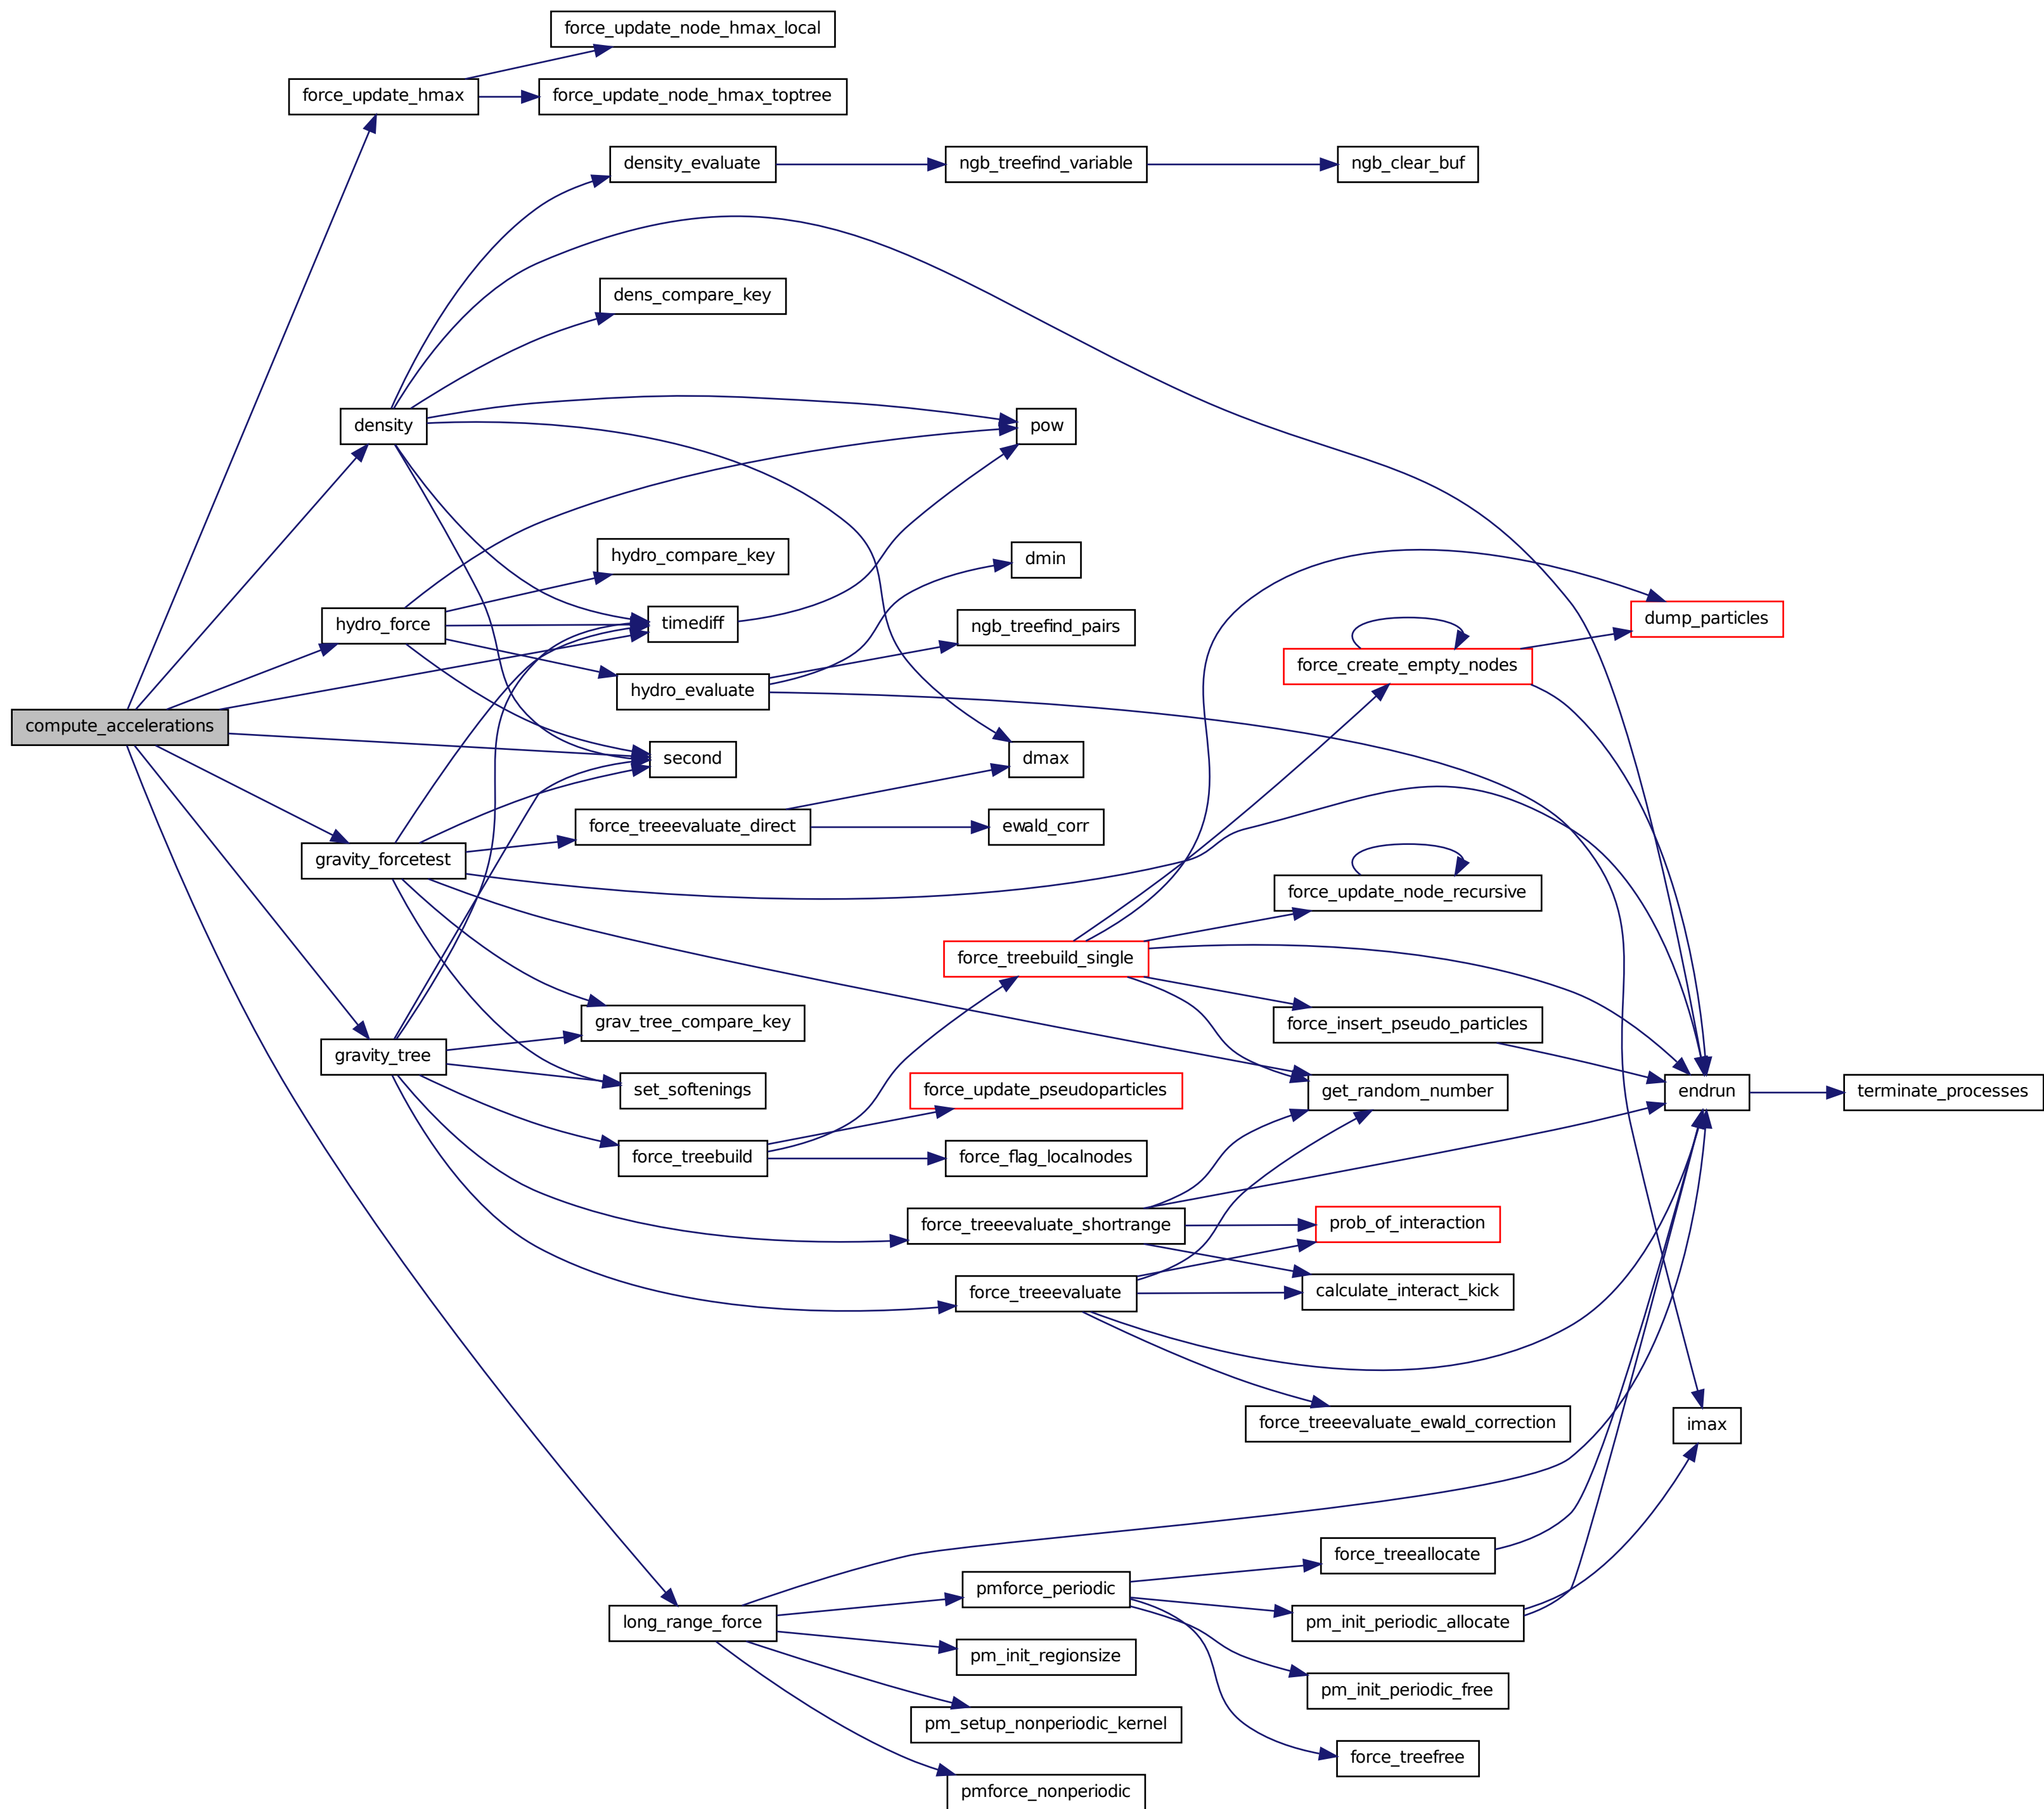 force_update_node_hmax_local
force_update_hmax
force_update_node_hmax_toptree
density_evaluate
ngb_treefind_variable
ngb_clear_buf
dens_compare_key
density
pow
hydro_compare_key
dmin
hydro_force
timediff
ngb_treefind_pairs
dump_particles
force_create_empty_nodes
hydro_evaluate
compute_accelerations
second
dmax
force_treeevaluate_direct
ewald_corr
gravity_forcetest
force_update_node_recursive
force_treebuild_single
grav_tree_compare_key
force_insert_pseudo_particles
gravity_tree
set_softenings
force_update_pseudoparticles
get_random_number
endrun
terminate_processes
force_treebuild
force_flag_localnodes
force_treeevaluate_shortrange
prob_of_interaction
force_treeevaluate
calculate_interact_kick
force_treeevaluate_ewald_correction
imax
force_treeallocate
pmforce_periodic
long_range_force
pm_init_periodic_allocate
pm_init_regionsize
pm_init_periodic_free
pm_setup_nonperiodic_kernel
force_treefree
pmforce_nonperiodic